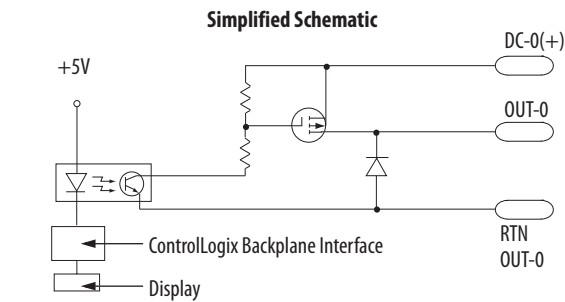 Simplified Schematic
DC-0(+)
+5V
OUT-0
RTN
OUT-0
ControlLogix Backplane Interface
Display